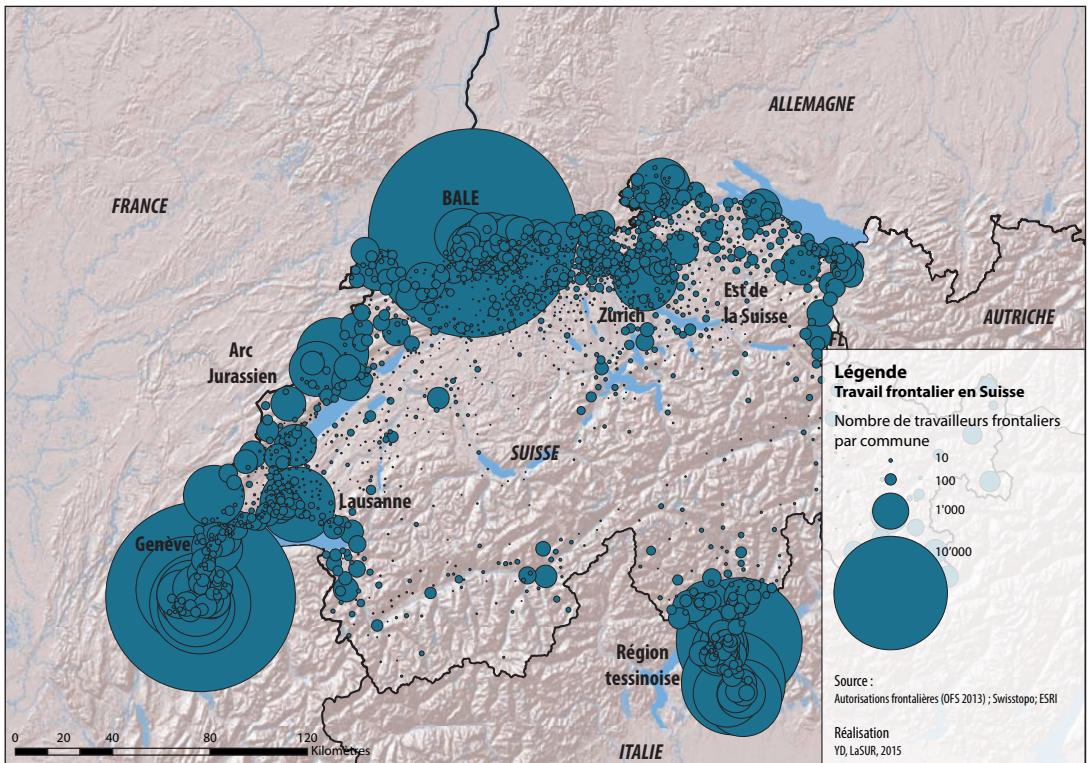 ALLEMAGNE
FRANCE
BALE
Zurich
Est de
la Suisse
AUTRICHE
FL
Arc
Jurassien
SUISSE
Lausanne
Genève
Région
tessinoise
ITALIE
0 20 40 80 120
Kilomètres
Légende
Travail frontalier en Suisse
Nombre de travailleurs frontaliers
par commune
10
100
1'000
10'000
Source :
Autorisations frontalières (OFS 2013) ; Swisstopo; ESRI
Réalisation
YD, LaSUR, 2015